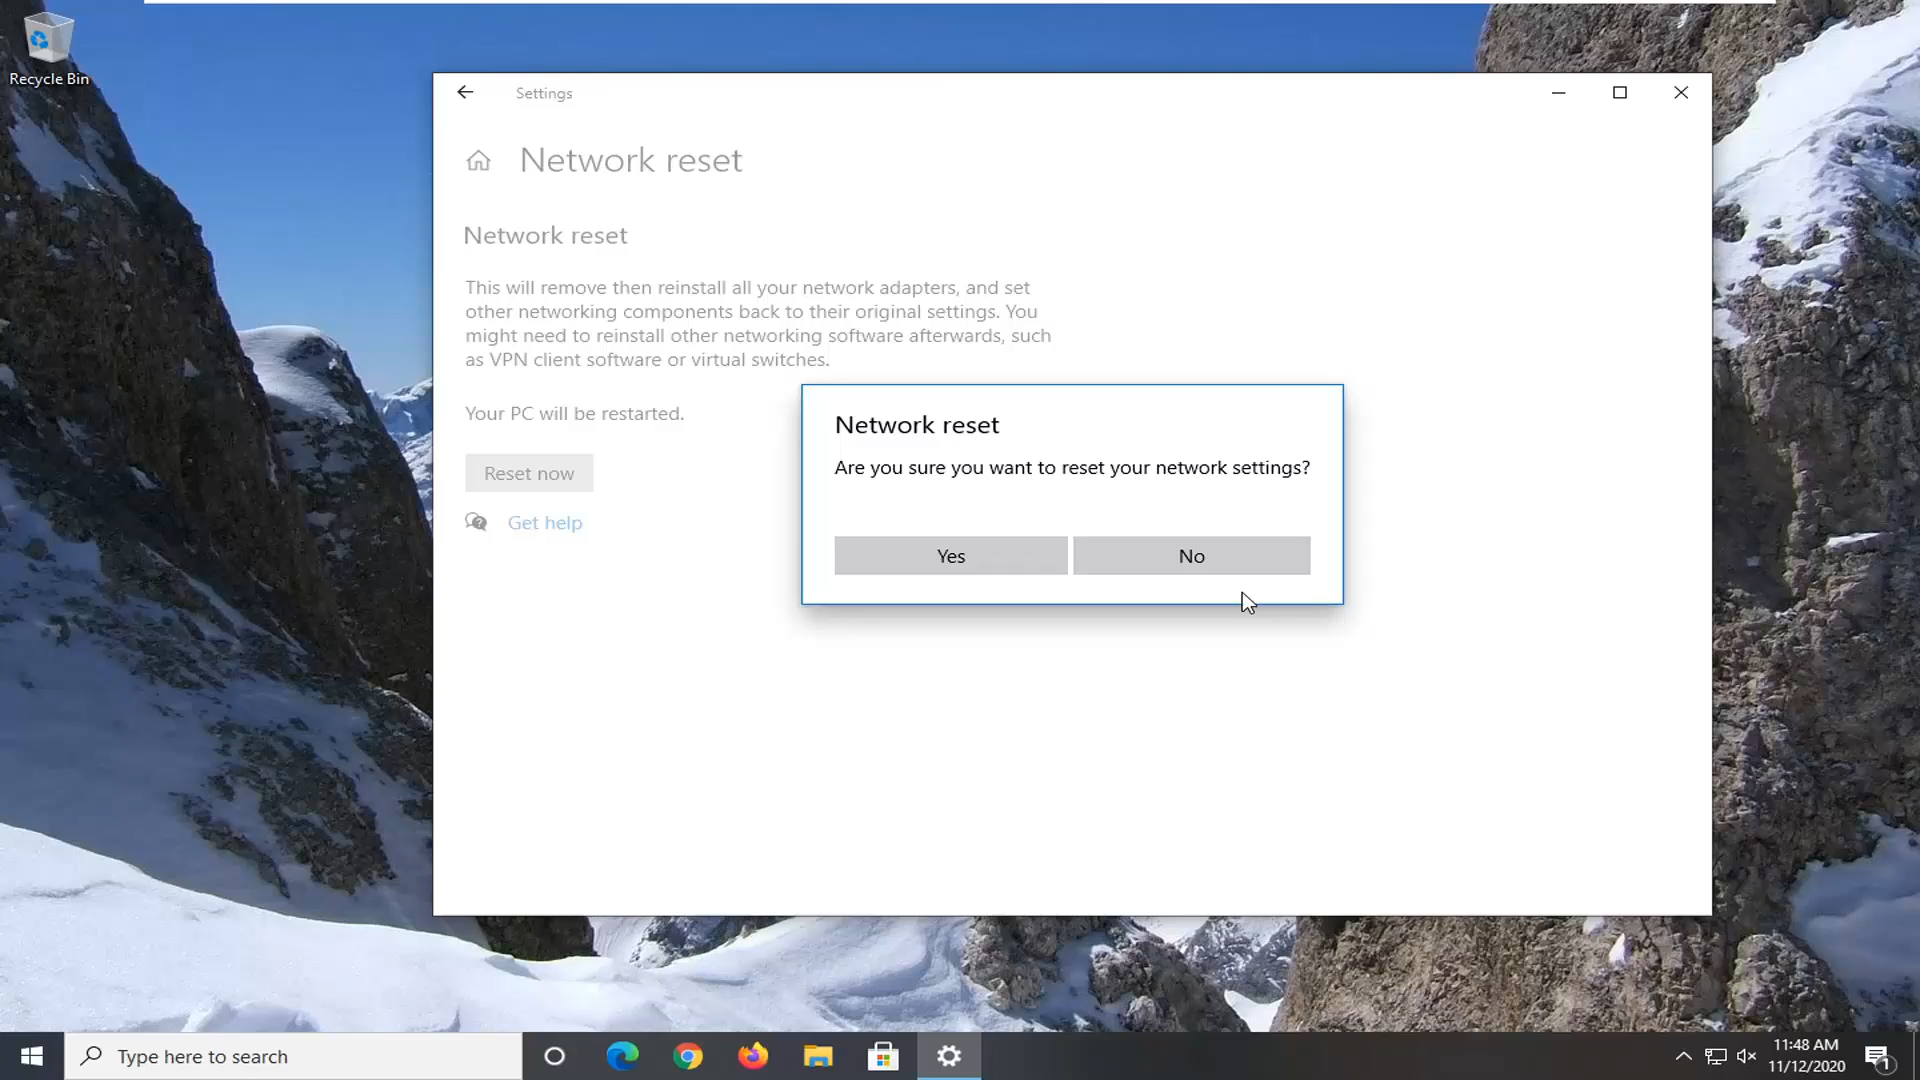 Recycle Bin
Settings
Network reset
Network reset
This will remove then reinstall all your network adapters, and set
other networking components back to their original settings. You
might need to reinstall other networking software afterwards, such
as VPN client software or virtual switches.
Your PC will be restarted.
Reset now
Get help
Network reset
Are you sure you want to reset your network settings?
Yes
No
Type here to search
11:48 AM
11/12/2020
1